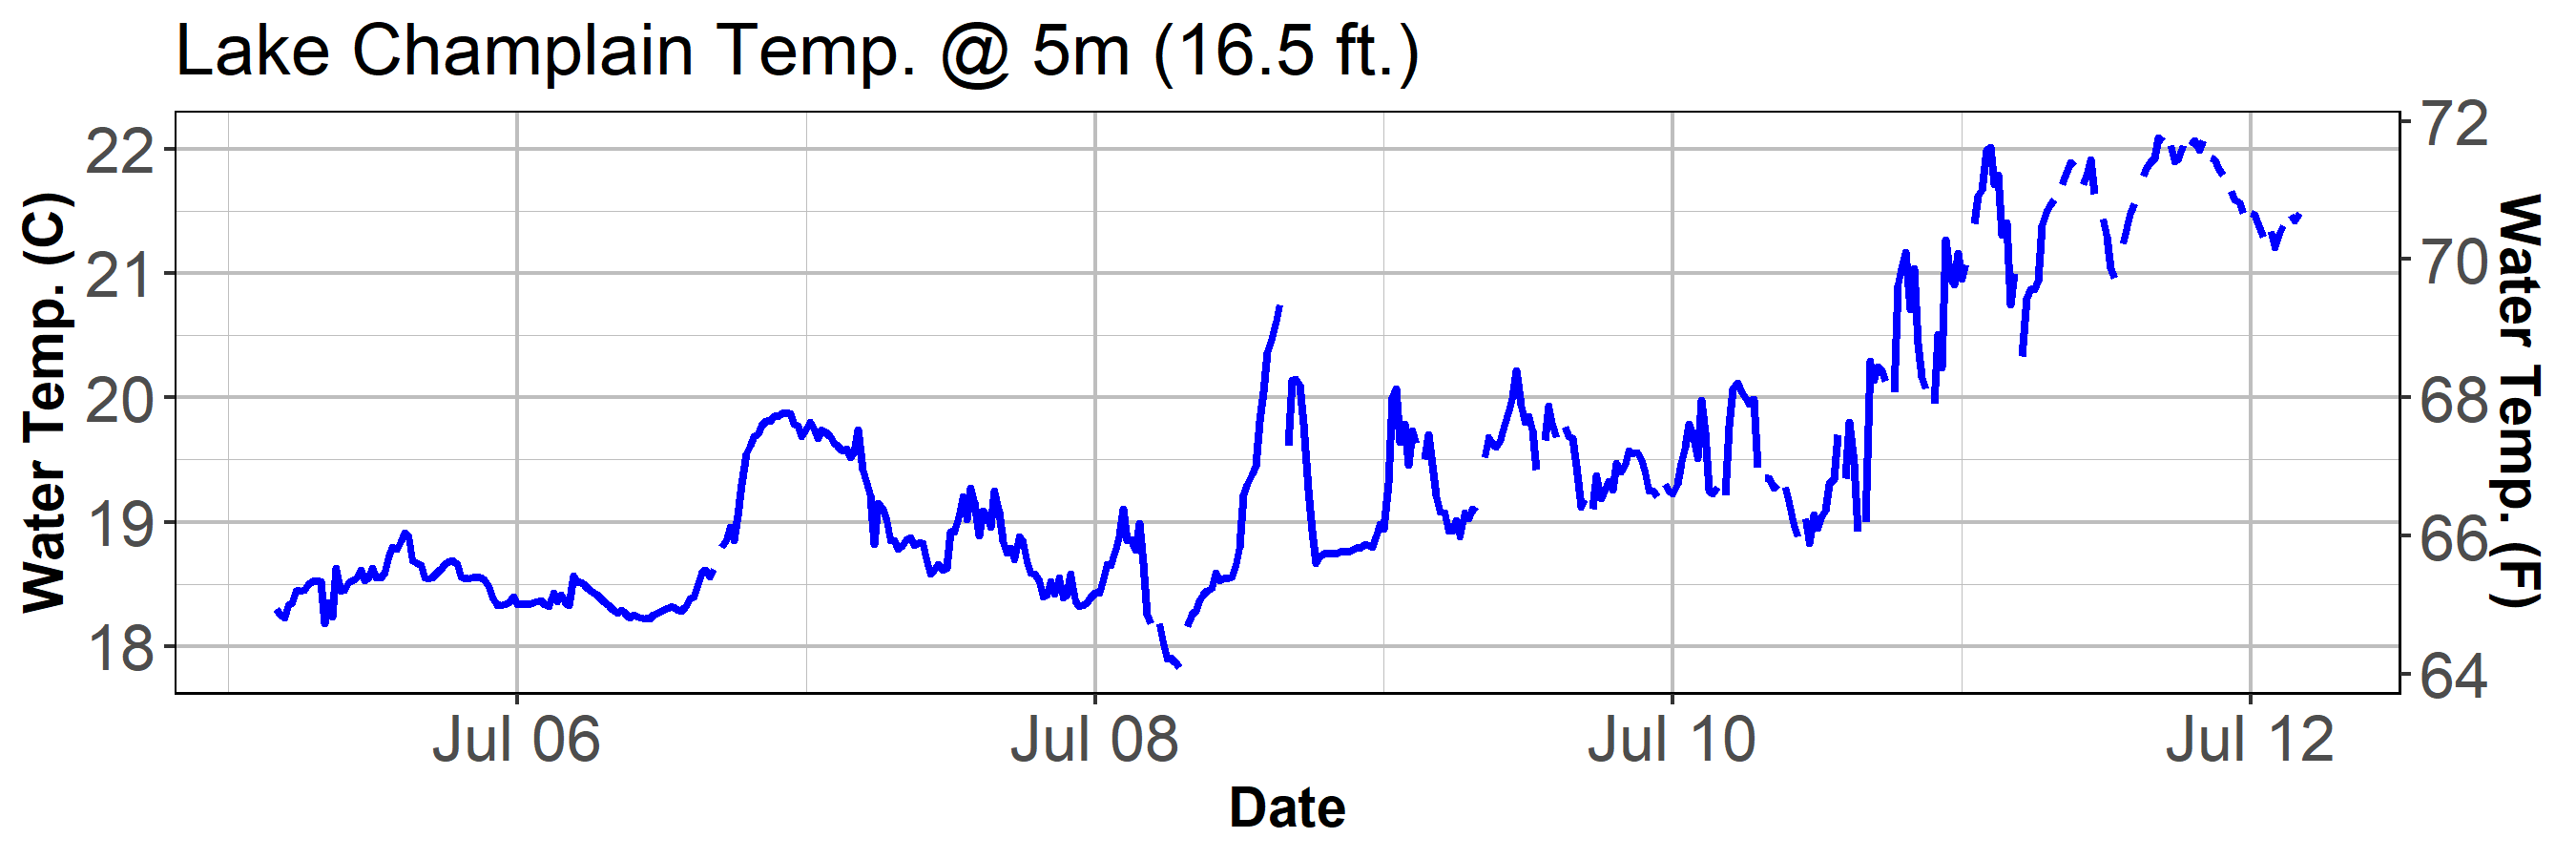 Lake Champlain Temp. @ 5m (16.5 ft.)
Water Temp. (C)
22
21
20
19
18
72
70
68
66
64
Water Temp. (F)
Jul 06
Jul 08
Jul 10
Jul 12
Date